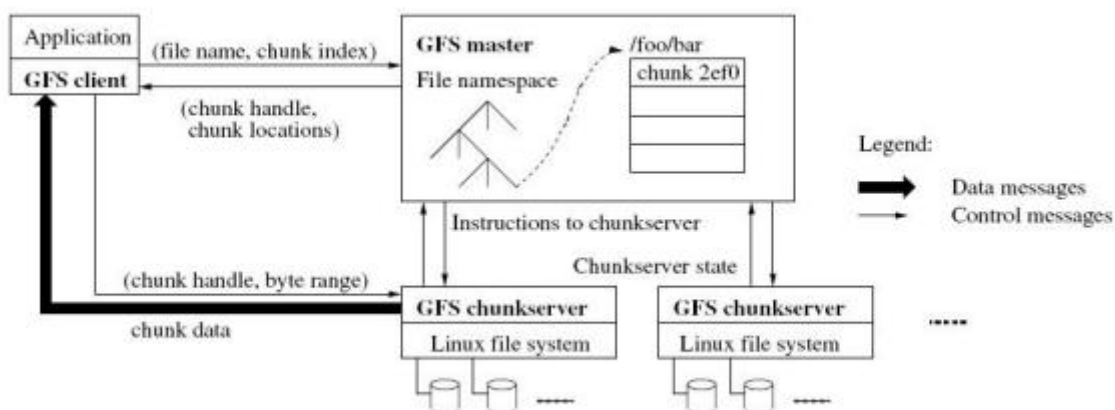 Application
GFS client
(file name, chunk index)
(chunk handle,
chunk locations)
GFS master
File namespace
/foo/bar
chunk 2ef0
Legend:
Data messages
Control messages
Instructions to chunkserver
Chunkserver state
(chunk handle, byte range)
chunk data
GFS chunkserver
Linux file system
GFS chunkserver
Linux file system